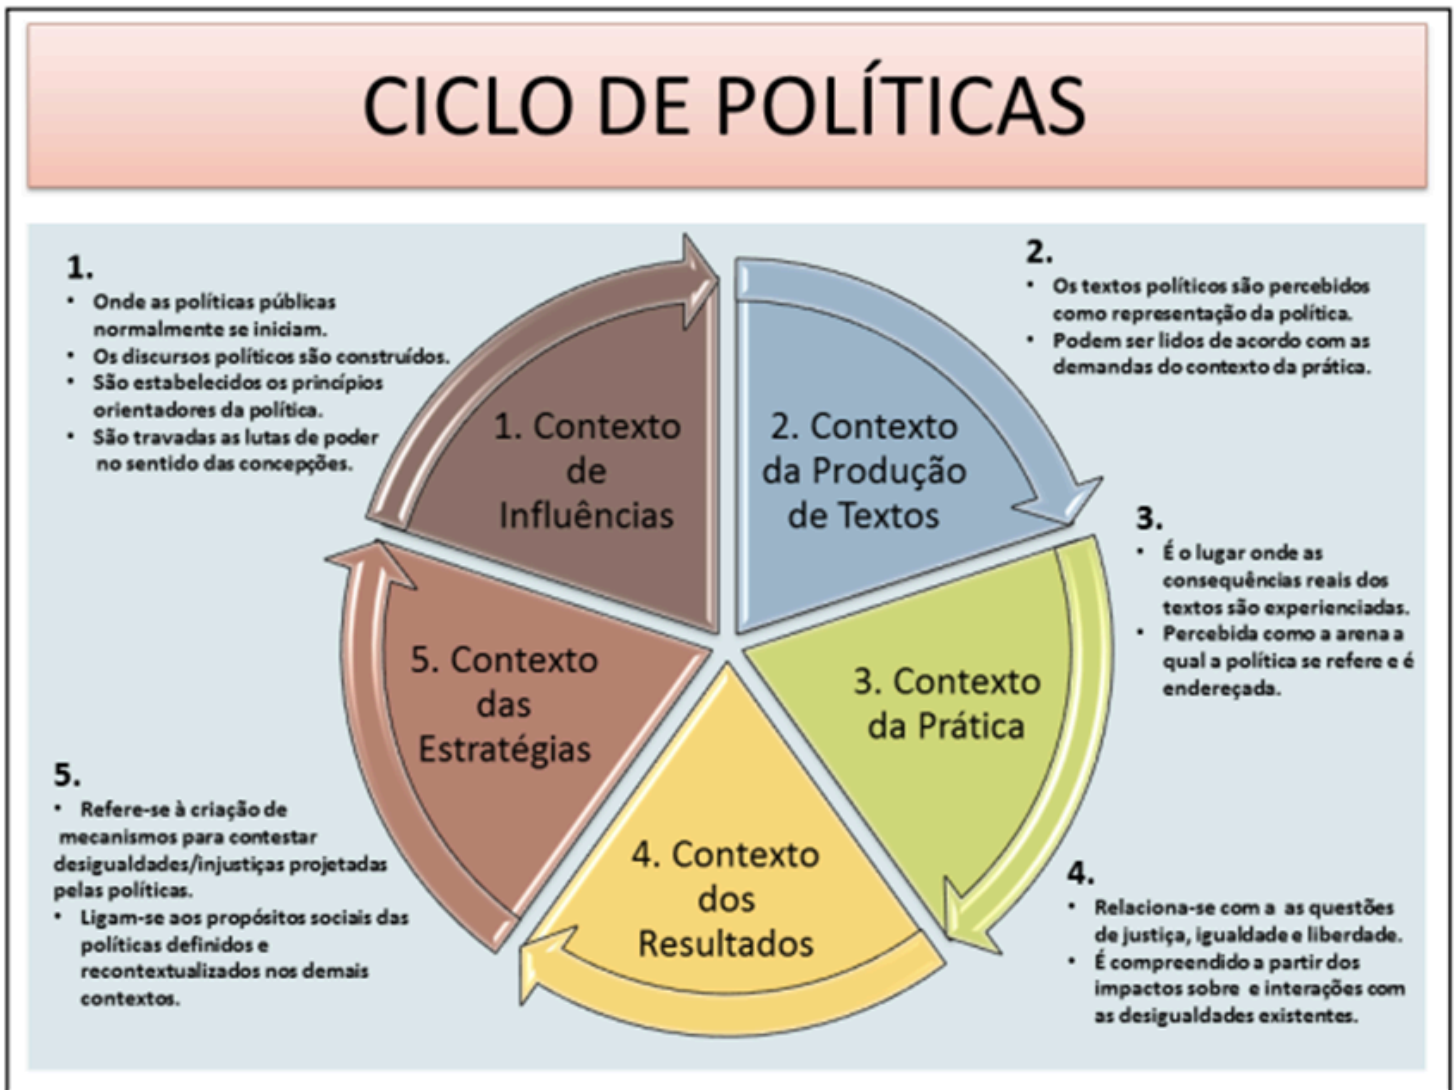 CICLO DE POLÍTICAS
1.
• Onde as políticas públicas
normalmente se iniciam.
• Os discursos políticos são construídos.
• São estabelecidos os princípios
orientadores da política.
• São travadas as lutas de poder
no sentido das concepções.
2.
• Os textos políticos são percebidos
como representação da política.
• Podem ser lidos de acordo com as
demandas do contexto da prática.
1. Contexto
de
Influências
2. Contexto
da Produção
de Textos
3.
• É o lugar onde as
consequências reais dos
textos são experienciadas.
• Percebida como a arena a
qual a política se refere e é
endereçada.
5. Contexto
das
Estratégias
3. Contexto
da Prática
4. Contexto
dos
Resultados
5.
• Refere-se à criação de
mecanismos para contestar
desigualdades/injustiças projetadas
pelas políticas.
• Ligam-se aos propósitos sociais das
políticas definidos e
recontextualizados nos demais
contextos.
4.
• Relaciona-se com a as questões
de justiça, igualdade e liberdade.
• É compreendido a partir dos
impactos sobre e interações com
as desigualdades existentes.